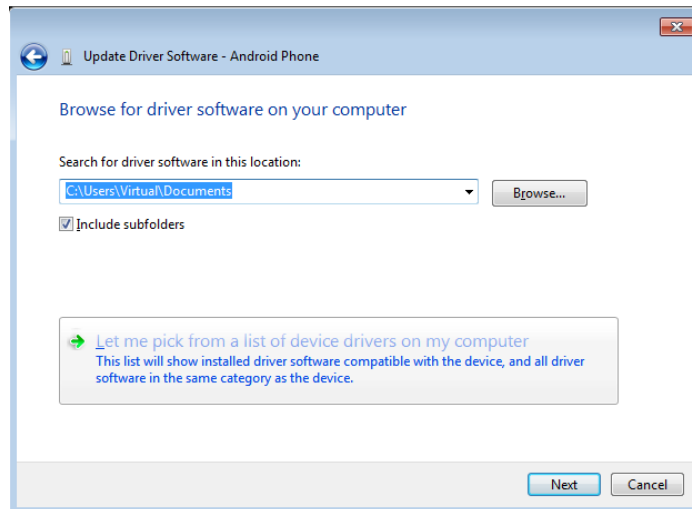 Update Driver Software - Android Phone
Browse for driver software on your computer
Search for driver software in this location:
C:\Users\Virtual\Documents
Browse...
Include subfolders
Let me pick from a list of device drivers on my computer
This list will show installed driver software compatible with the device, and all driver
software in the same category as the device.
Next Cancel